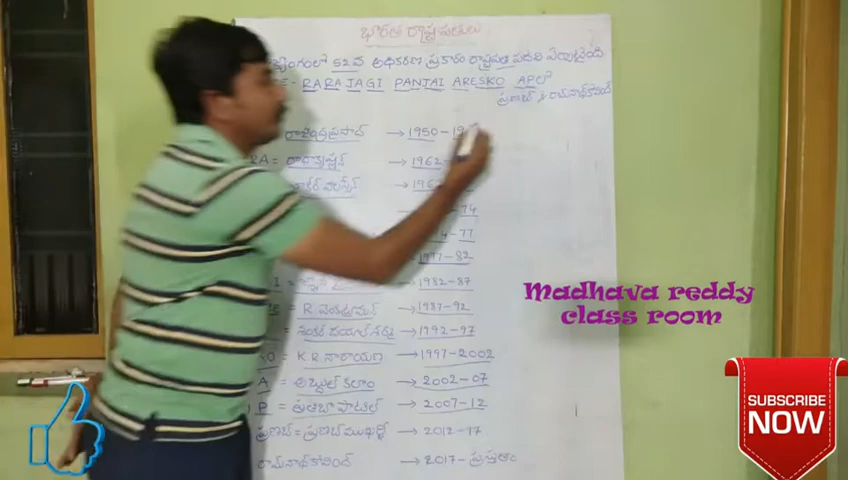 భారత రాష్ట్రపతులు
52వ అధికరణ ప్రకారం రాష్ట్రపతి పదవి ఏర్పాటైంది
RARAJAGI PANJAI ARESKO APలో
ప్రణబ్ & రామ్‌నాథ్‌కోవింద్
రాజేంద్రప్రసాద్ → 1950-19
RA = రాధాకృష్ణన్ → 1962-
→ 1962
74
-77
→ 1977-82
→ 1982-87
= R. వెంకట్రామన్ → 1987-92
= శంకర్ దయాల్ శర్మ → 1992-97
= K.R నారాయణ → 1997-2002
A = అబ్దుల్ కలాం → 2002-07
P = ప్రతిభా పాటిల్ → 2007-12
ప్రణబ్ = ప్రణబ్ ముఖర్జీ → 2012-17
రామ్‌నాథ్‌కోవింద్ → 2017-ప్రస్తుతం
Madhava reddy
class room
SUBSCRIBE
NOW